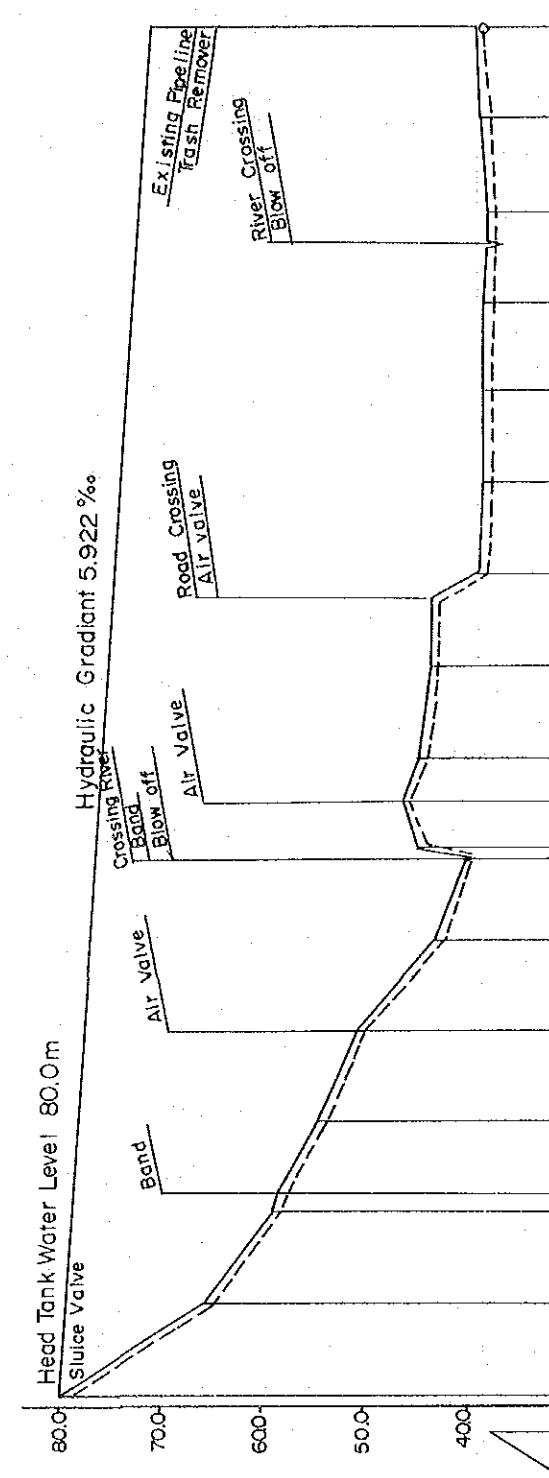 Head Tank Water Level 80.0m
Sluice Valve
Band
Air Valve
Crossing River
Band
Blow off
Hydraulic Gradiant 5.922 ‰
Air Valve
Road Crossing
Air valve
River Crossing
Blow off
Existing Pipeline
Trash Remover
80.0
70.0
60.0
50.0
40.0